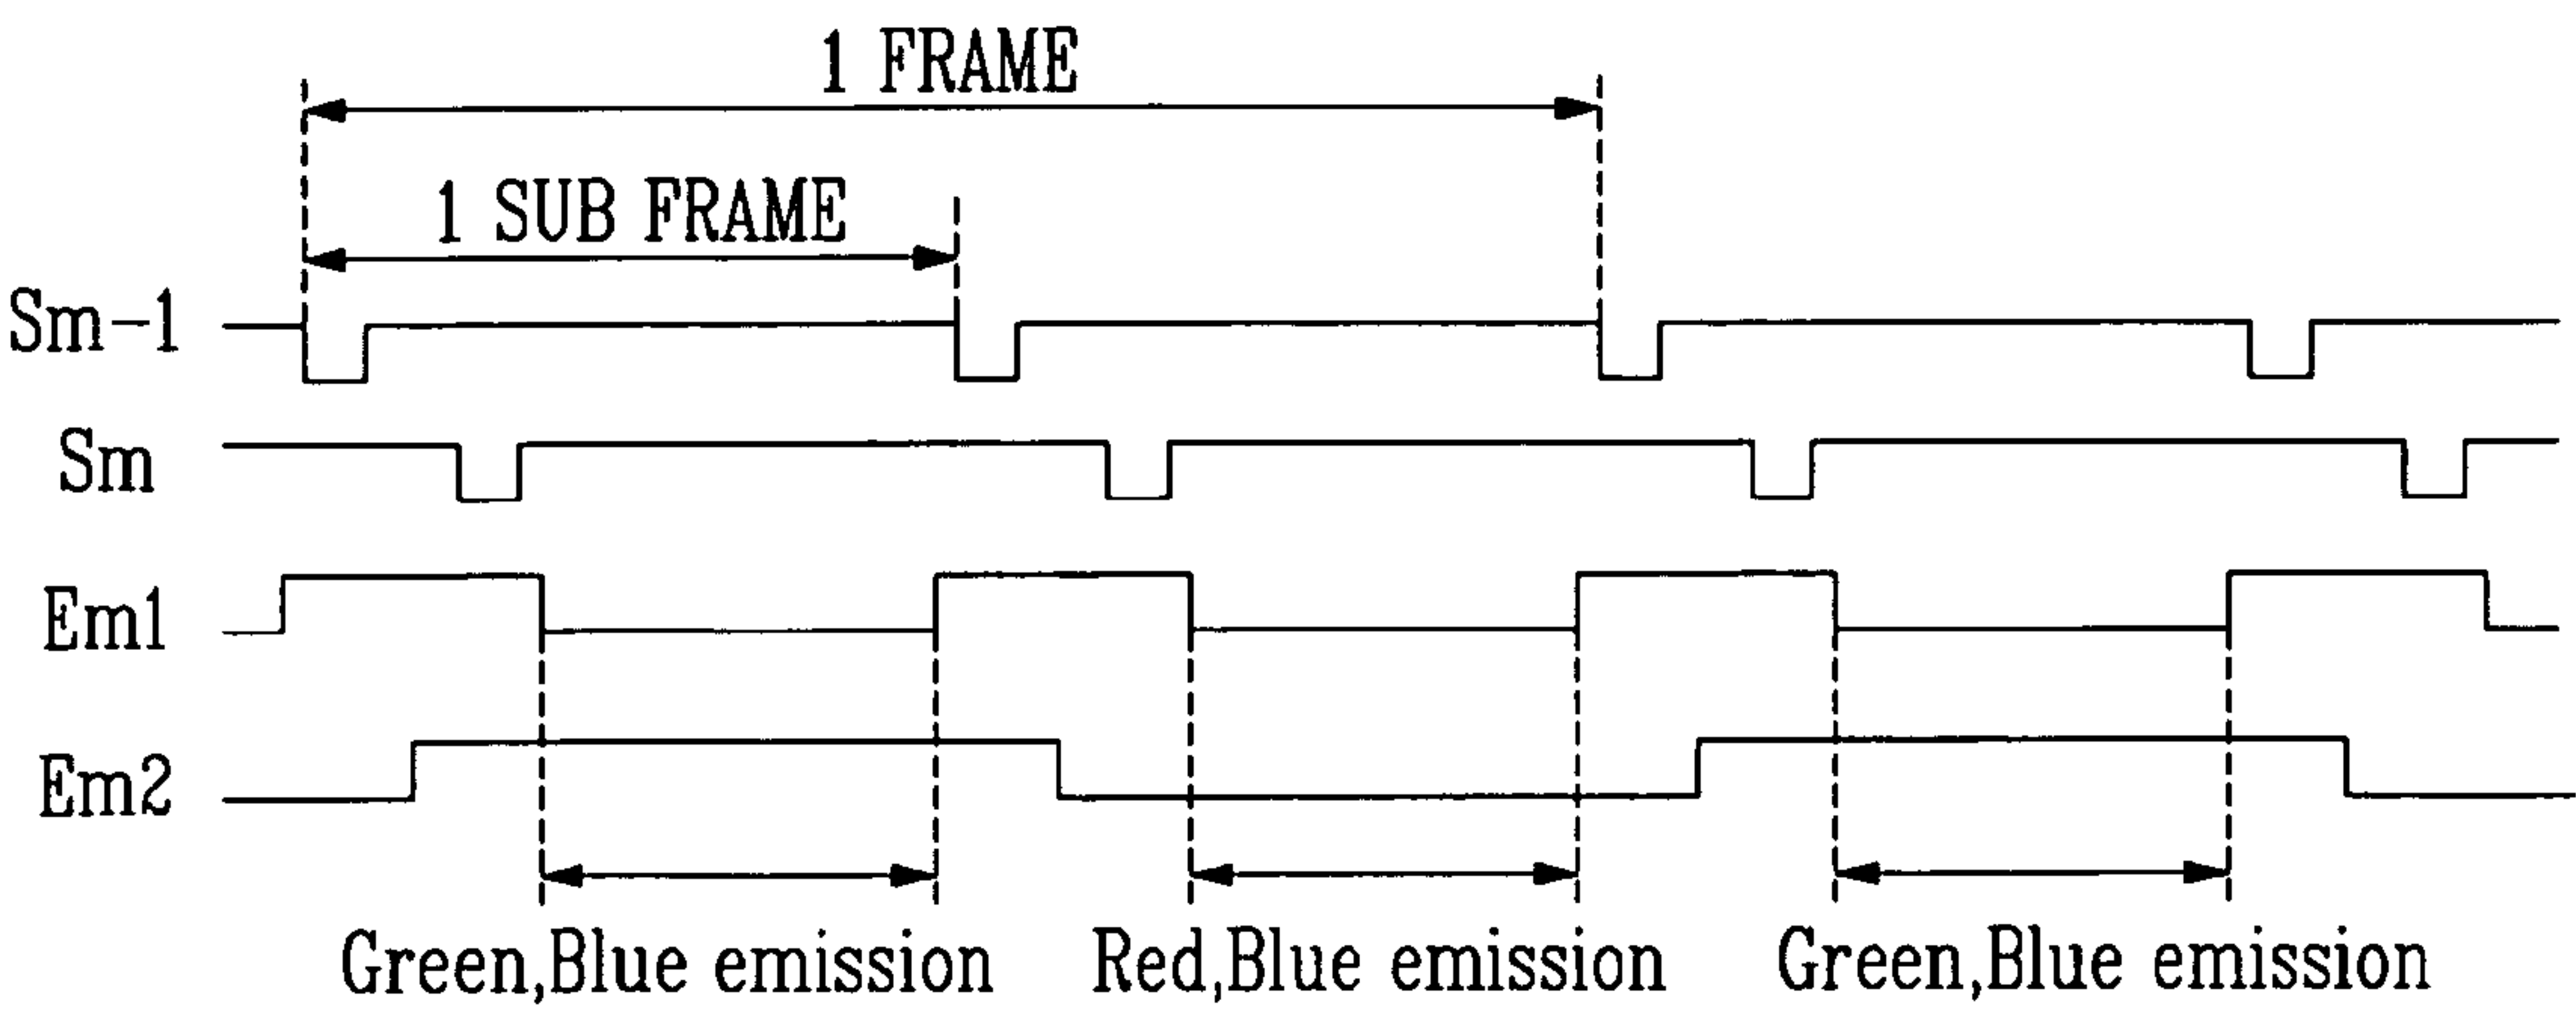 1 FRAME
1 SUB FRAME
Sm-1
Sm
Em1
Em2
Green,Blue emission
Red,Blue emission
Green,Blue emission